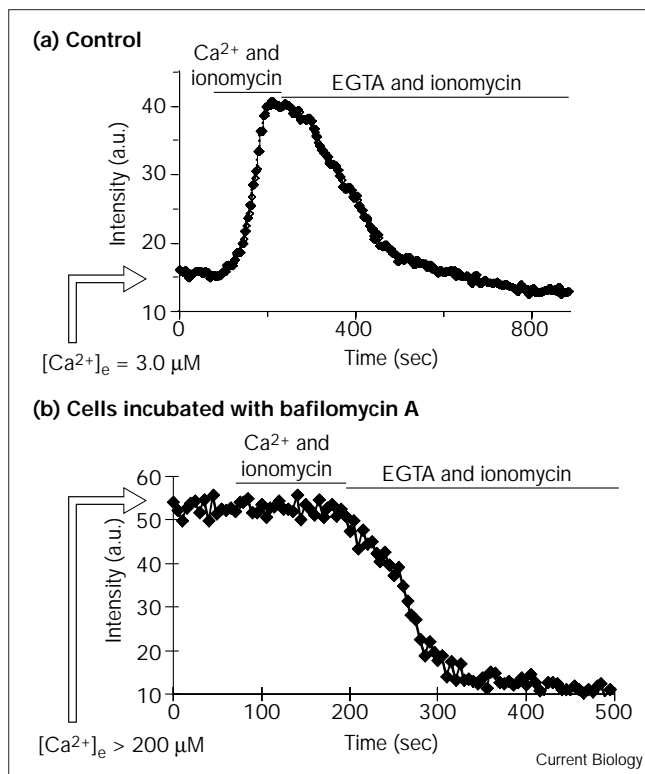 (a) Control
Ca²⁺ and
ionomycin
EGTA and ionomycin
40
30
20
10
Intensity (a.u.)
0
400
800
Time (sec)
[Ca²⁺]ₑ = 3.0 µM
(b) Cells incubated with bafilomycin A
Ca²⁺ and
ionomycin
EGTA and ionomycin
60
50
40
30
20
10
Intensity (a.u.)
0
100
200
300
400
500
Time (sec)
[Ca²⁺]ₑ > 200 µM
Current Biology